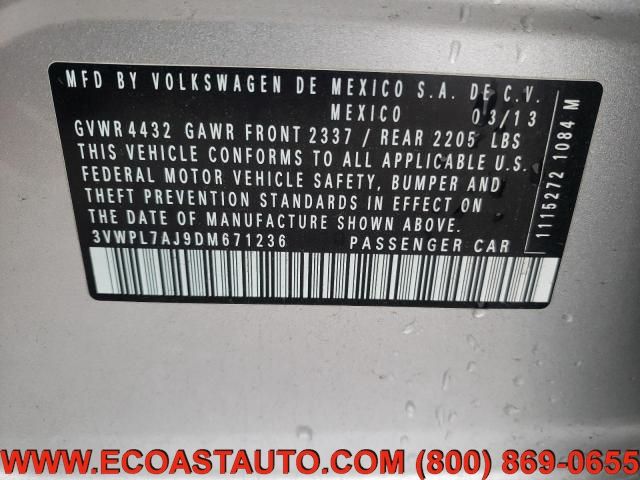 MFD BY VOLKSWAGEN DE MEXICO S.A. DE C.V.
MEXICO 03/13
GVWR 4432 GAWR FRONT 2337 / REAR 2205 LBS
THIS VEHICLE CONFORMS TO ALL APPLICABLE U.S.
FEDERAL MOTOR VEHICLE SAFETY, BUMPER AND
THEFT PREVENTION STANDARDS IN EFFECT ON
THE DATE OF MANUFACTURE SHOWN ABOVE.
3VWPL7AJ9DM671236 PASSENGER CAR
1115272 1084 M
WWW.ECOASTAUTO.COM (800) 869-0655